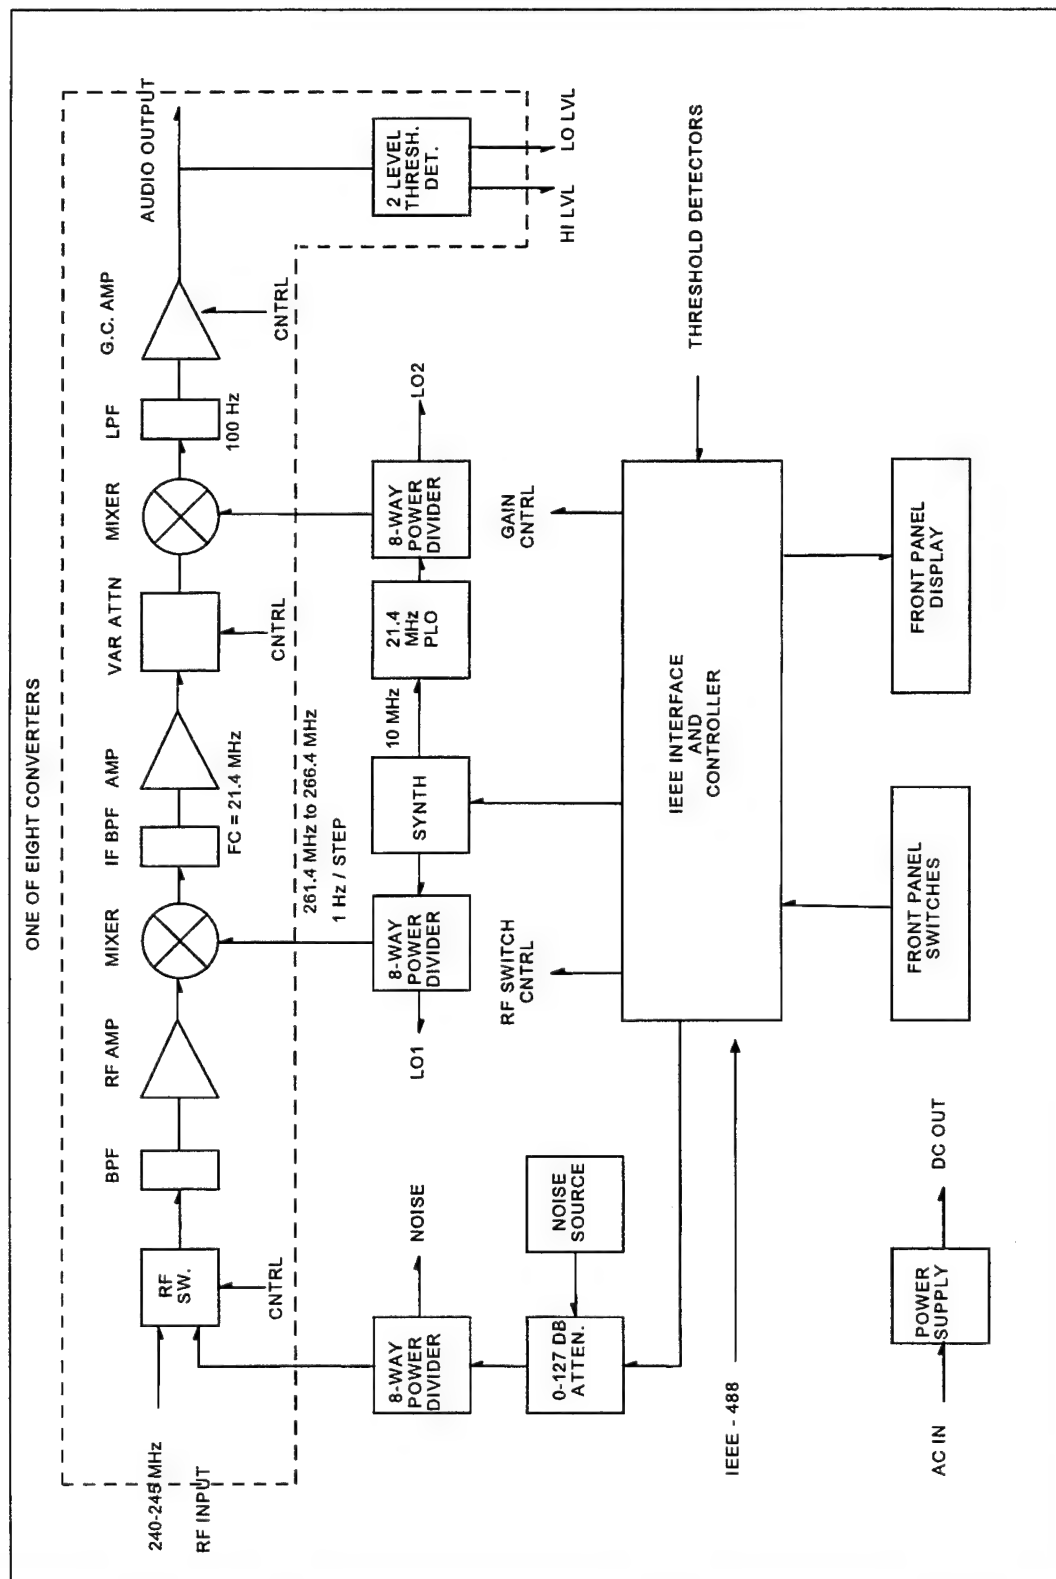 ONE OF EIGHT CONVERTERS
240-245 MHz
RF INPUT
RF
SW.
CNTRL
BPF
RF AMP
MIXER
IF BPF
FC = 21.4 MHz
AMP
VAR ATTN
CNTRL
MIXER
LPF
100 Hz
G.C. AMP
CNTRL
AUDIO OUTPUT
2 LEVEL
THRESH.
DET.
HI LVL
LO LVL
261.4 MHz to 266.4 MHz
1 Hz / STEP
8-WAY
POWER
DIVIDER
NOISE
LO1
8-WAY
POWER
DIVIDER
SYNTH
10 MHz
21.4
MHz
PLO
8-WAY
POWER
DIVIDER
LO2
0-127 DB
ATTEN.
NOISE
SOURCE
RF SWITCH
CNTRL
GAIN
CNTRL
IEEE INTERFACE
AND
CONTROLLER
THRESHOLD DETECTORS
IEEE - 488
AC IN
POWER
SUPPLY
DC OUT
FRONT PANEL
SWITCHES
FRONT PANEL
DISPLAY